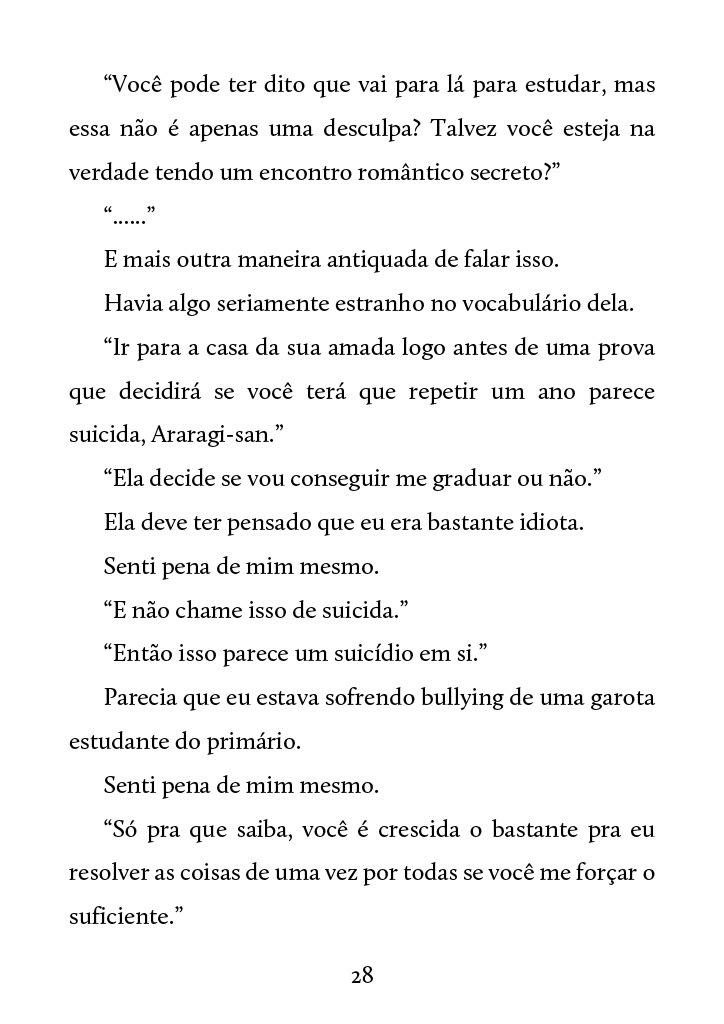 “Você pode ter dito que vai para lá para estudar, mas
essa não é apenas uma desculpa? Talvez você esteja na
verdade tendo um encontro romântico secreto?”
“......”
E mais outra maneira antiquada de falar isso.
Havia algo seriamente estranho no vocabulário dela.
“Ir para a casa da sua amada logo antes de uma prova
que decidirá se você terá que repetir um ano parece
suicida, Araragi-san.”
“Ela decide se vou conseguir me graduar ou não.”
Ela deve ter pensado que eu era bastante idiota.
Senti pena de mim mesmo.
“E não chame isso de suicida.”
“Então isso parece um suicídio em si.”
Parecia que eu estava sofrendo bullying de uma garota
estudante do primário.
Senti pena de mim mesmo.
“Só pra que saiba, você é crescida o bastante pra eu
resolver as coisas de uma vez por todas se você me forçar o
suficiente.”
28